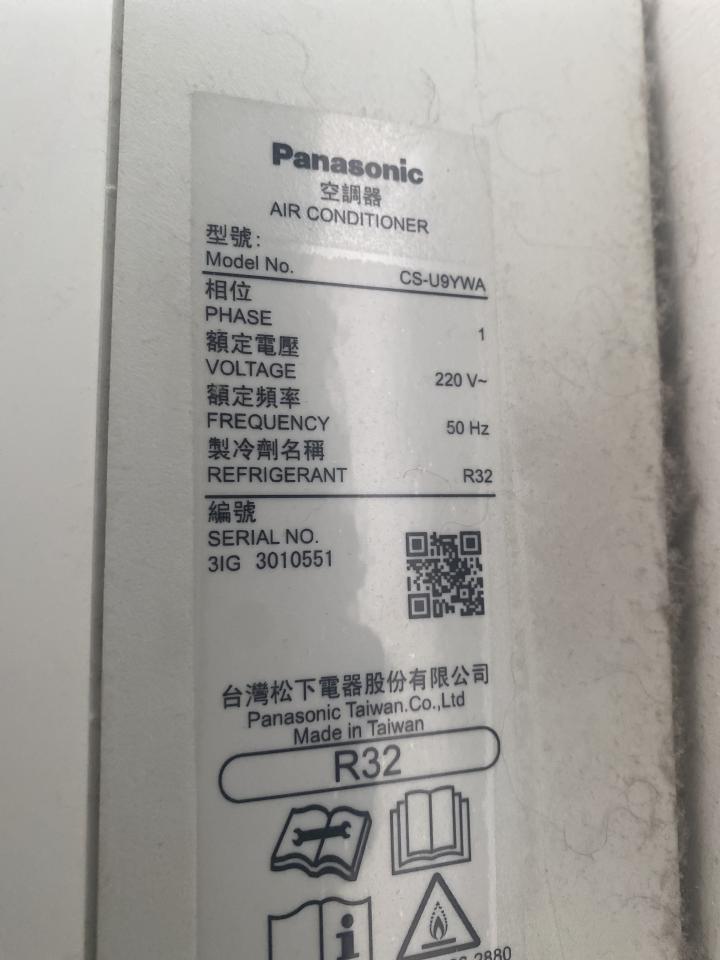 Panasonic
空調器
AIR CONDITIONER
型號:
Model No. CS-U9YWA
相位
PHASE 1
額定電壓
VOLTAGE 220 V~
額定頻率
FREQUENCY 50 Hz
製冷劑名稱
REFRIGERANT R32
編號
SERIAL NO.
3IG 3010551
台灣松下電器股份有限公司
Panasonic Taiwan.Co.,Ltd
Made in Taiwan
R32